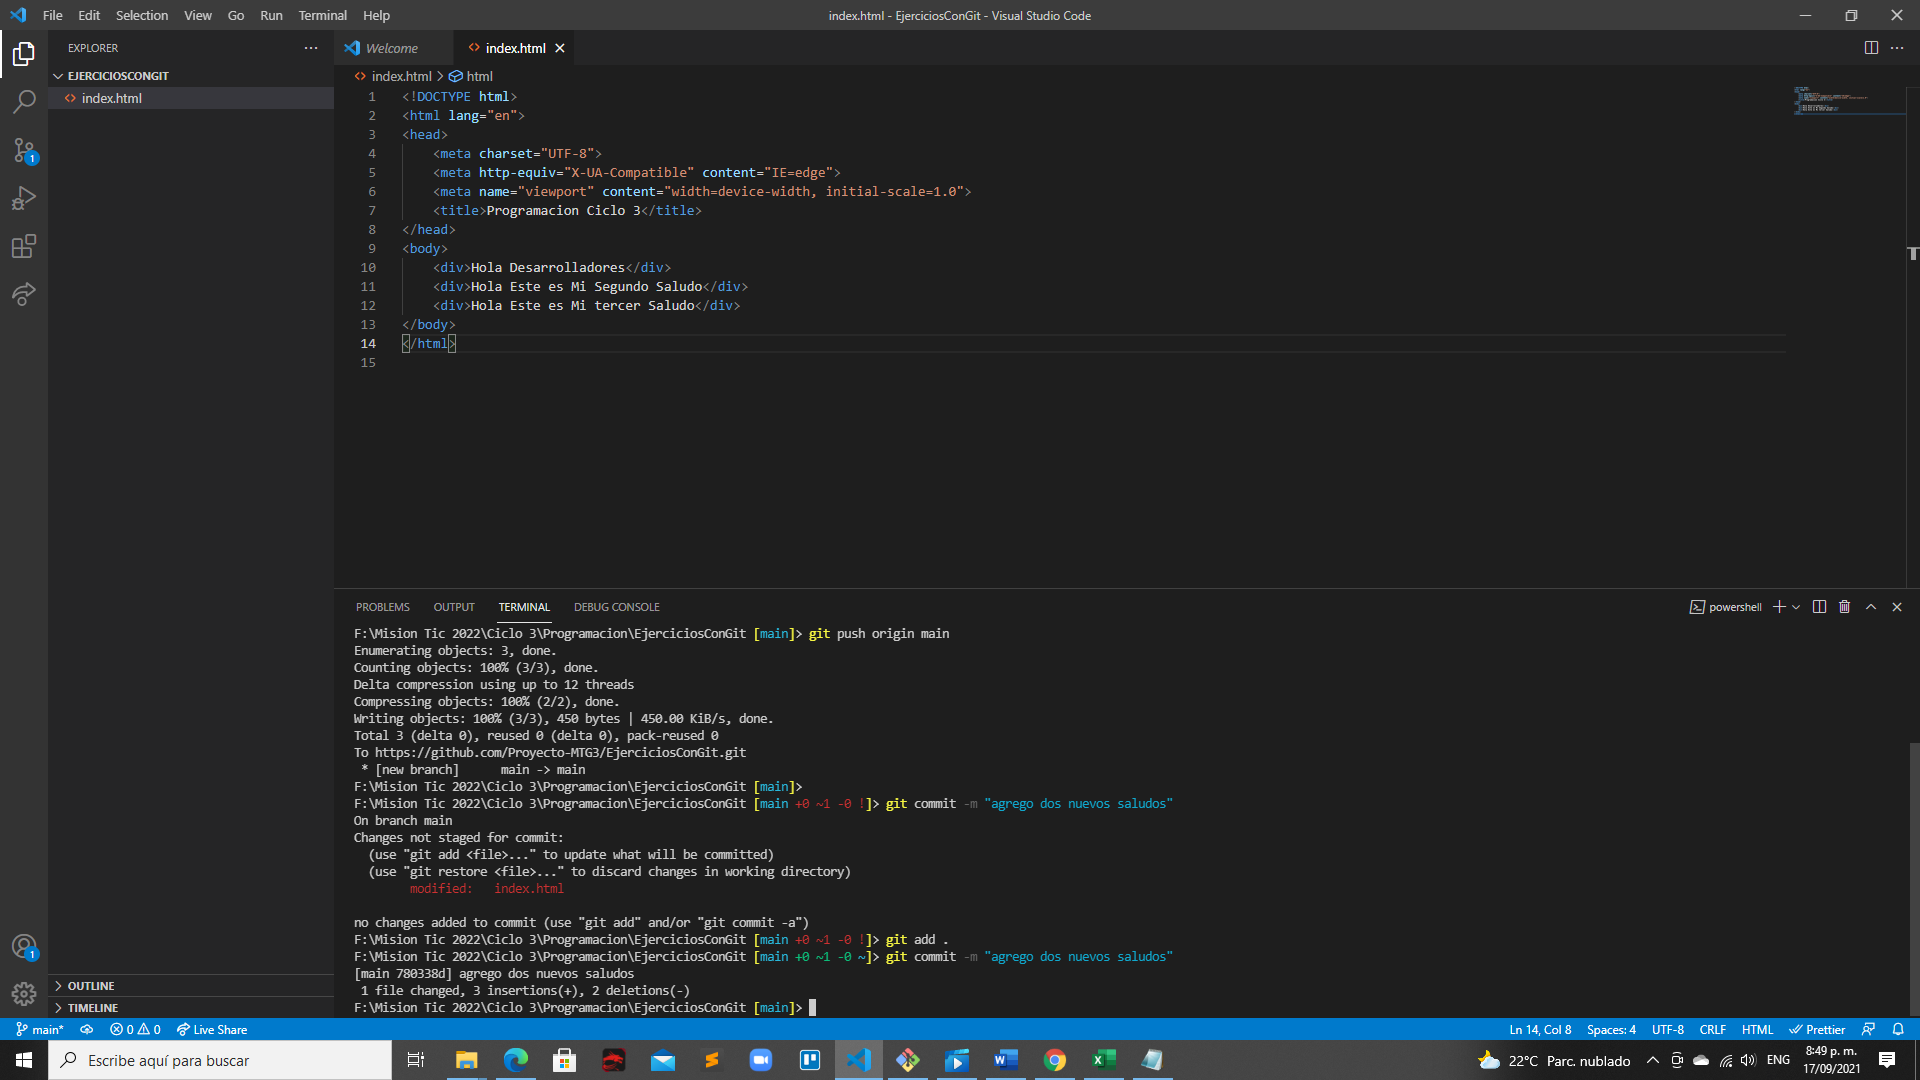 File Edit Selection View Go Run Terminal Help
index.html - EjerciciosConGit - Visual Studio Code
EXPLORER
EJERCICIOSCONGIT
index.html
OUTLINE
TIMELINE
Welcome
index.html
index.html > html
1 <!DOCTYPE html>
2 <html lang="en">
3 <head>
4 <meta charset="UTF-8">
5 <meta http-equiv="X-UA-Compatible" content="IE=edge">
6 <meta name="viewport" content="width=device-width, initial-scale=1.0">
7 <title>Programacion Ciclo 3</title>
8 </head>
9 <body>
10 <div>Hola Desarrolladores</div>
11 <div>Hola Este es Mi Segundo Saludo</div>
12 <div>Hola Este es Mi tercer Saludo</div>
13 </body>
14 </html>
15
PROBLEMS OUTPUT TERMINAL DEBUG CONSOLE
powershell
F:\Mision Tic 2022\Ciclo 3\Programacion\EjerciciosConGit [main]> git push origin main
Enumerating objects: 3, done.
Counting objects: 100% (3/3), done.
Delta compression using up to 12 threads
Compressing objects: 100% (2/2), done.
Writing objects: 100% (3/3), 450 bytes | 450.00 KiB/s, done.
Total 3 (delta 0), reused 0 (delta 0), pack-reused 0
To https://github.com/Proyecto-MTG3/EjerciciosConGit.git
* [new branch] main -> main
F:\Mision Tic 2022\Ciclo 3\Programacion\EjerciciosConGit [main]>
F:\Mision Tic 2022\Ciclo 3\Programacion\EjerciciosConGit [main +0 ~1 -0 !]> git commit -m "agrego dos nuevos saludos"
On branch main
Changes not staged for commit:
(use "git add <file>..." to update what will be committed)
(use "git restore <file>..." to discard changes in working directory)
modified: index.html
no changes added to commit (use "git add" and/or "git commit -a")
F:\Mision Tic 2022\Ciclo 3\Programacion\EjerciciosConGit [main +0 ~1 -0 !]> git add .
F:\Mision Tic 2022\Ciclo 3\Programacion\EjerciciosConGit [main +0 ~1 -0 ~]> git commit -m "agrego dos nuevos saludos"
[main 780338d] agrego dos nuevos saludos
1 file changed, 3 insertions(+), 2 deletions(-)
F:\Mision Tic 2022\Ciclo 3\Programacion\EjerciciosConGit [main]>
1
1
main* 0 0 Live Share
Ln 14, Col 8 Spaces: 4 UTF-8 CRLF HTML Prettier
Escribe aquí para buscar
22°C Parc. nublado
ENG
8:49 p. m.
17/09/2021